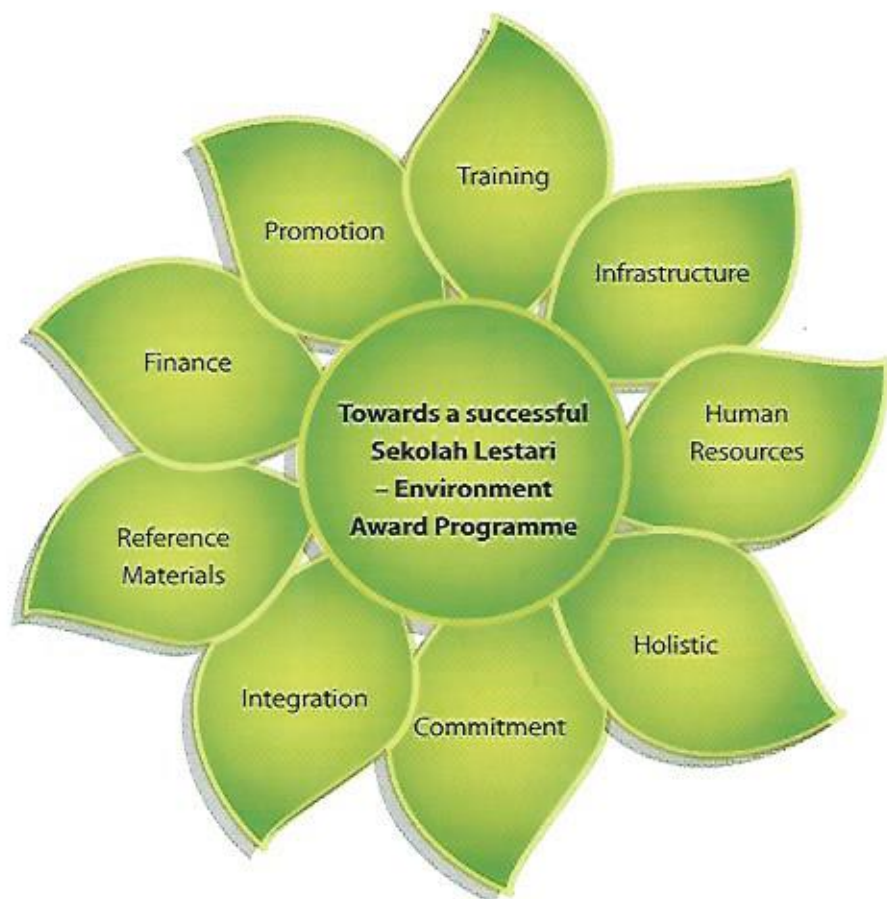 Training
Infrastructure
Human
Resources
Holistic
Commitment
Integration
Reference
Materials
Finance
Promotion
Towards a successful
Sekolah Lestari
– Environment
Award Programme